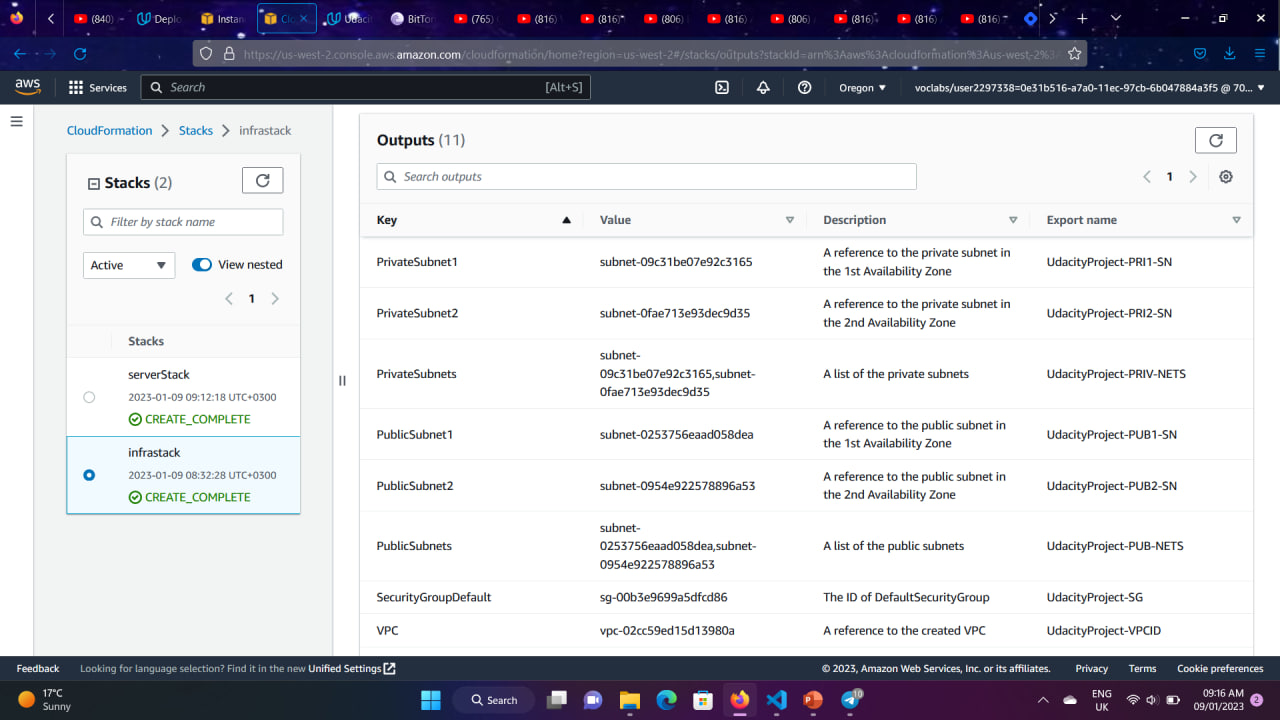 (840)
Deplo
Instan
Clo
Udacit
BitTor
(765)
(816)
(816)
(806)
(816)
(806)
(816)
(816)
(816)
https://us-west-2.console.aws.amazon.com/cloudformation/home?region=us-west-2#/stacks/outputs?stackId=arn%3Aaws%3Acloudformation%3Aus-west-2%3A
aws
Services
Search
[Alt+S]
Oregon
voclabs/user2297338=0e31b516-a7a0-11ec-97cb-6b047884a3f5 @ 70...
CloudFormation
Stacks
infrastack
Stacks (2)
Filter by stack name
Active
View nested
1
Stacks
serverStack
2023-01-09 09:12:18 UTC+0300
CREATE_COMPLETE
infrastack
2023-01-09 08:32:28 UTC+0300
CREATE_COMPLETE
Outputs (11)
Search outputs
1
Key Value Description Export name
PrivateSubnet1 subnet-09c31be07e92c3165 A reference to the private subnet in
the 1st Availability Zone UdacityProject-PRI1-SN
PrivateSubnet2 subnet-0fae713e93dec9d35 A reference to the private subnet in
the 2nd Availability Zone UdacityProject-PRI2-SN
PrivateSubnets subnet-
09c31be07e92c3165,subnet-
0fae713e93dec9d35 A list of the private subnets UdacityProject-PRIV-NETS
PublicSubnet1 subnet-0253756eaad058dea A reference to the public subnet in
the 1st Availability Zone UdacityProject-PUB1-SN
PublicSubnet2 subnet-0954e922578896a53 A reference to the public subnet in
the 2nd Availability Zone UdacityProject-PUB2-SN
PublicSubnets subnet-
0253756eaad058dea,subnet-
0954e922578896a53 A list of the public subnets UdacityProject-PUB-NETS
SecurityGroupDefault sg-00b3e9699a5dfcd86 The ID of DefaultSecurityGroup UdacityProject-SG
VPC vpc-02cc59ed15d13980a A reference to the created VPC UdacityProject-VPCID
Feedback
Looking for language selection? Find it in the new Unified Settings
© 2023, Amazon Web Services, Inc. or its affiliates.
Privacy
Terms
Cookie preferences
17°C
Sunny
Search
10
ENG
UK
09:16 AM
09/01/2023
2